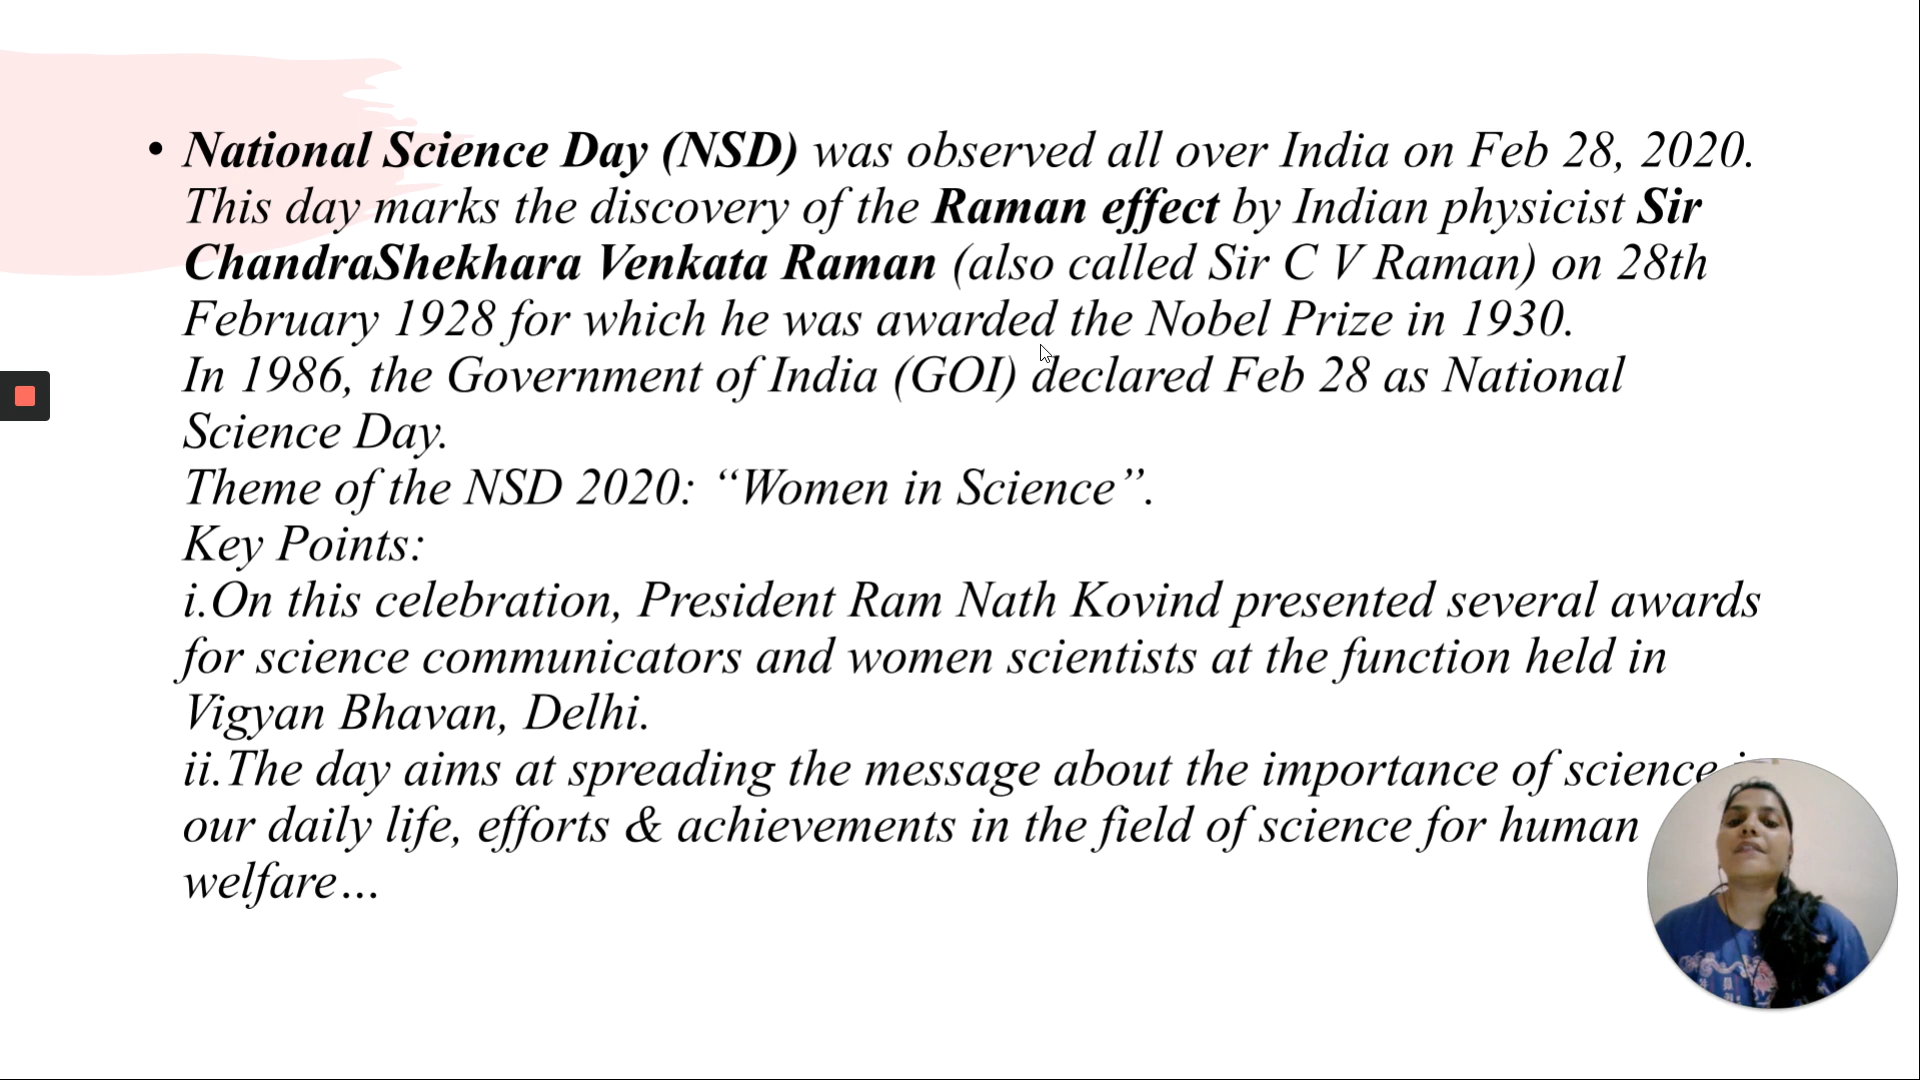 • National Science Day (NSD) was observed all over India on Feb 28, 2020.
This day marks the discovery of the Raman effect by Indian physicist Sir
ChandraShekhara Venkata Raman (also called Sir C V Raman) on 28th
February 1928 for which he was awarded the Nobel Prize in 1930.
In 1986, the Government of India (GOI) declared Feb 28 as National
Science Day.
Theme of the NSD 2020: “Women in Science”.
Key Points:
i.On this celebration, President Ram Nath Kovind presented several awards
for science communicators and women scientists at the function held in
Vigyan Bhavan, Delhi.
ii.The day aims at spreading the message about the importance of science
our daily life, efforts & achievements in the field of science for human
welfare…